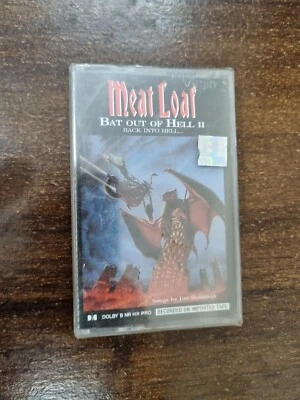 Meat Loaf
BAT OUT OF HELL II
BACK INTO HELL...
Songs by Jim
DOLBY B NR HX PRO
RECORDED ON IMPORTED TAPE